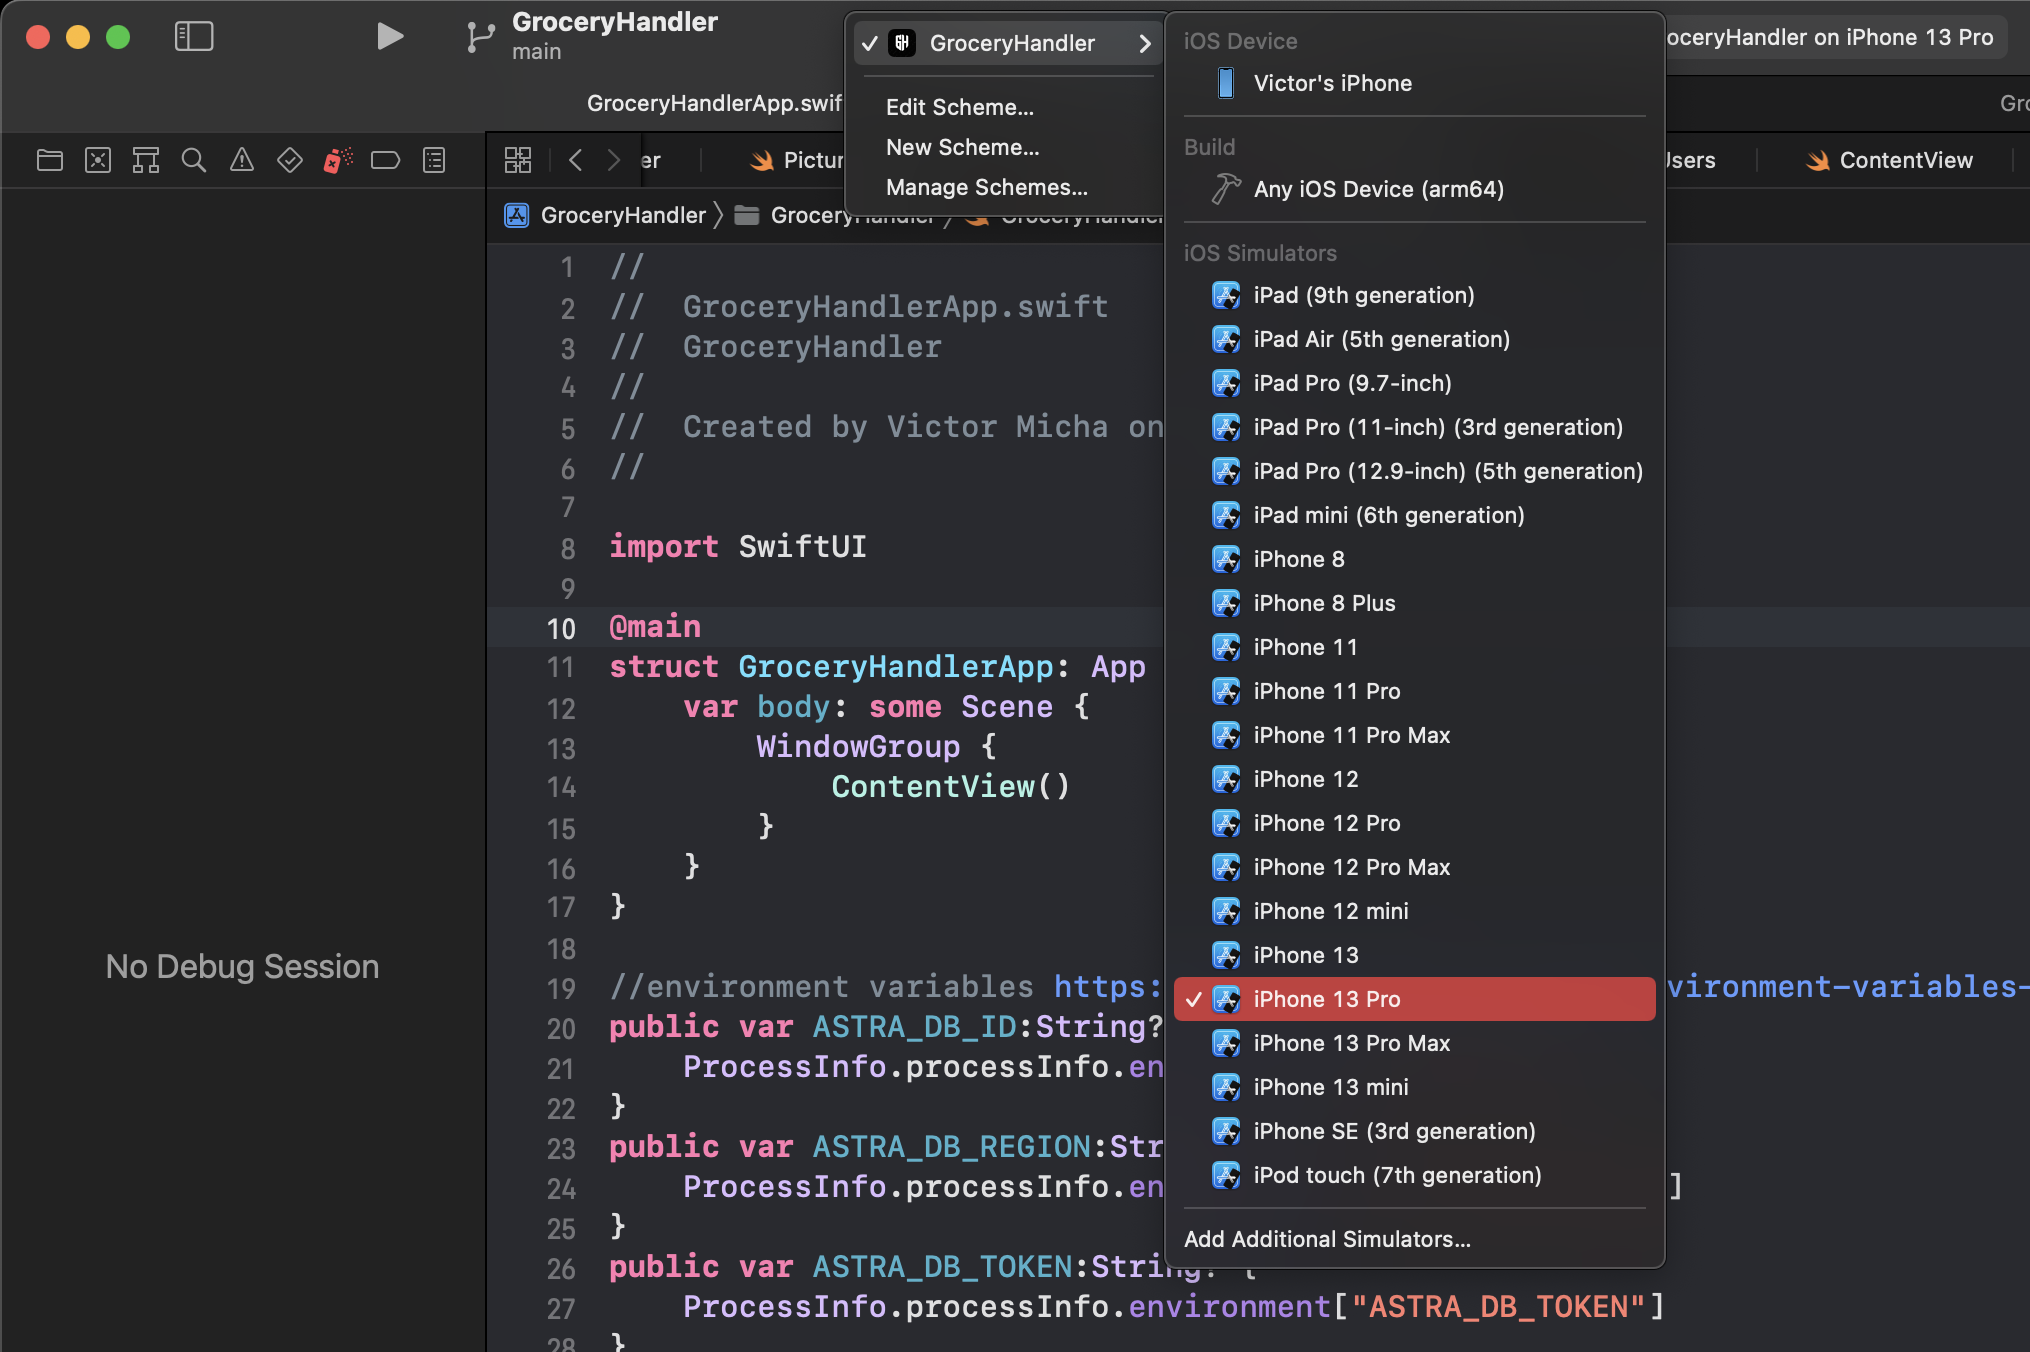 GroceryHandler
main
GroceryHandler
Edit Scheme...
New Scheme...
Manage Schemes...
iOS Device
Victor's iPhone
Build
Any iOS Device (arm64)
iOS Simulators
iPad (9th generation)
iPad Air (5th generation)
iPad Pro (9.7-inch)
iPad Pro (11-inch) (3rd generation)
iPad Pro (12.9-inch) (5th generation)
iPad mini (6th generation)
iPhone 8
iPhone 8 Plus
iPhone 11
iPhone 11 Pro
iPhone 11 Pro Max
iPhone 12
iPhone 12 Pro
iPhone 12 Pro Max
iPhone 12 mini
iPhone 13
iPhone 13 Pro
iPhone 13 Pro Max
iPhone 13 mini
iPhone SE (3rd generation)
iPod touch (7th generation)
Add Additional Simulators...
oceryHandler on iPhone 13 Pro
GroceryHandlerApp.swif
Gro
er
Pictur
Users
ContentView
GroceryHandler
GroceryHandler
GroceryHandler
No Debug Session
1 //
2 //  GroceryHandlerApp.swift
3 //  GroceryHandler
4 //
5 //  Created by Victor Micha on
6 //
7
8 import SwiftUI
9
10 @main
11 struct GroceryHandlerApp: App
12     var body: some Scene {
13         WindowGroup {
14             ContentView()
15         }
16     }
17 }
18
19 //environment variables https: vironment-variables-
20 public var ASTRA_DB_ID:String?
21     ProcessInfo.processInfo.en
22 }
23 public var ASTRA_DB_REGION:Str
24     ProcessInfo.processInfo.en ]
25 }
26 public var ASTRA_DB_TOKEN:String? {
27     ProcessInfo.processInfo.environment["ASTRA_DB_TOKEN"]
28 }